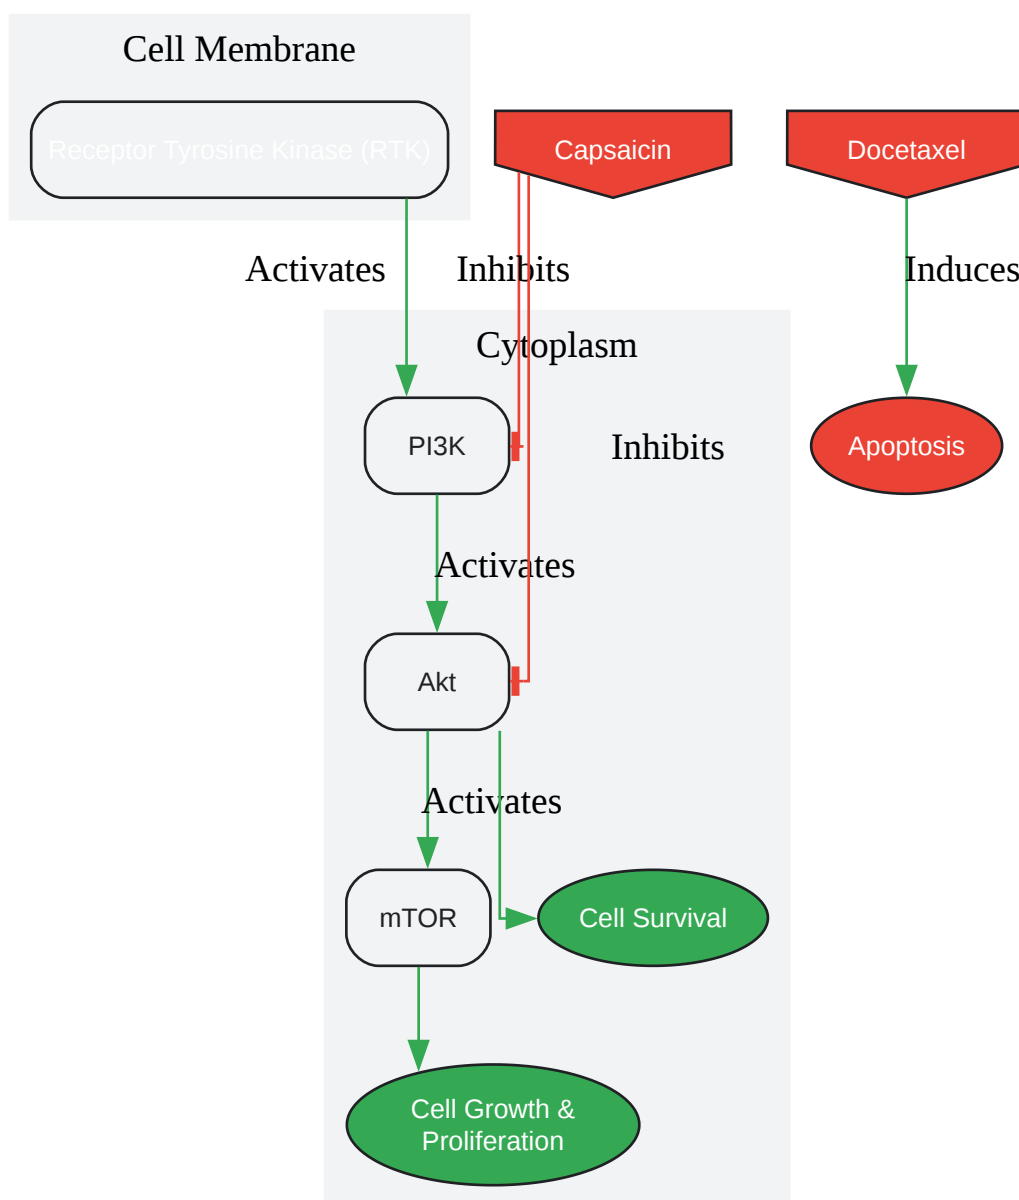 Cell Membrane
Receptor Tyrosine Kinase (RTK)
Capsaicin
Docetaxel
Activates
Inhibits
Induces
Cytoplasm
PI3K
Inhibits
Apoptosis
Activates
Akt
Activates
mTOR
Cell Survival
Cell Growth &
Proliferation